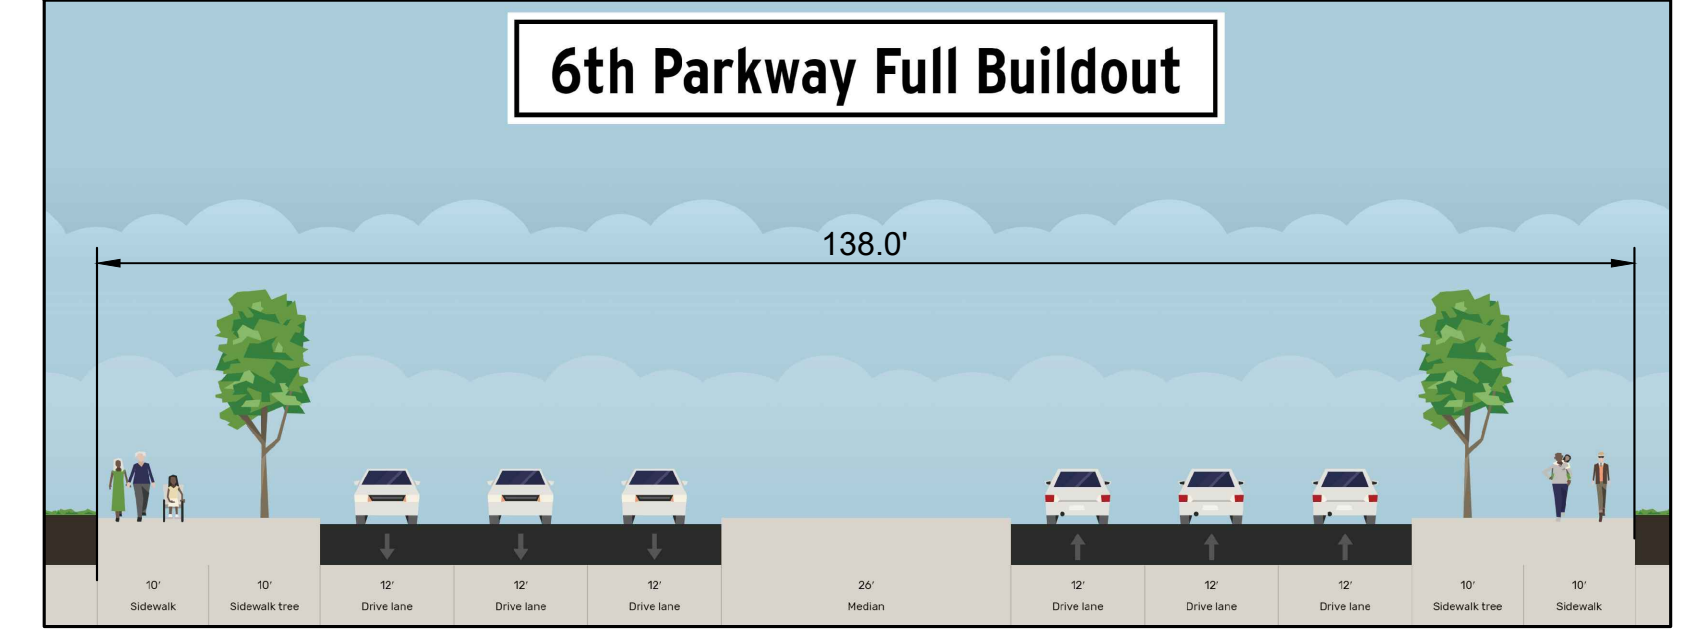 6th Parkway Full Buildout
138.0'
10' 10' 12' 12' 12' 26' 12' 12' 12' 10' 10'
Sidewalk Sidewalk tree Drive lane Drive lane Drive lane Median Drive lane Drive lane Drive lane Sidewalk tree Sidewalk